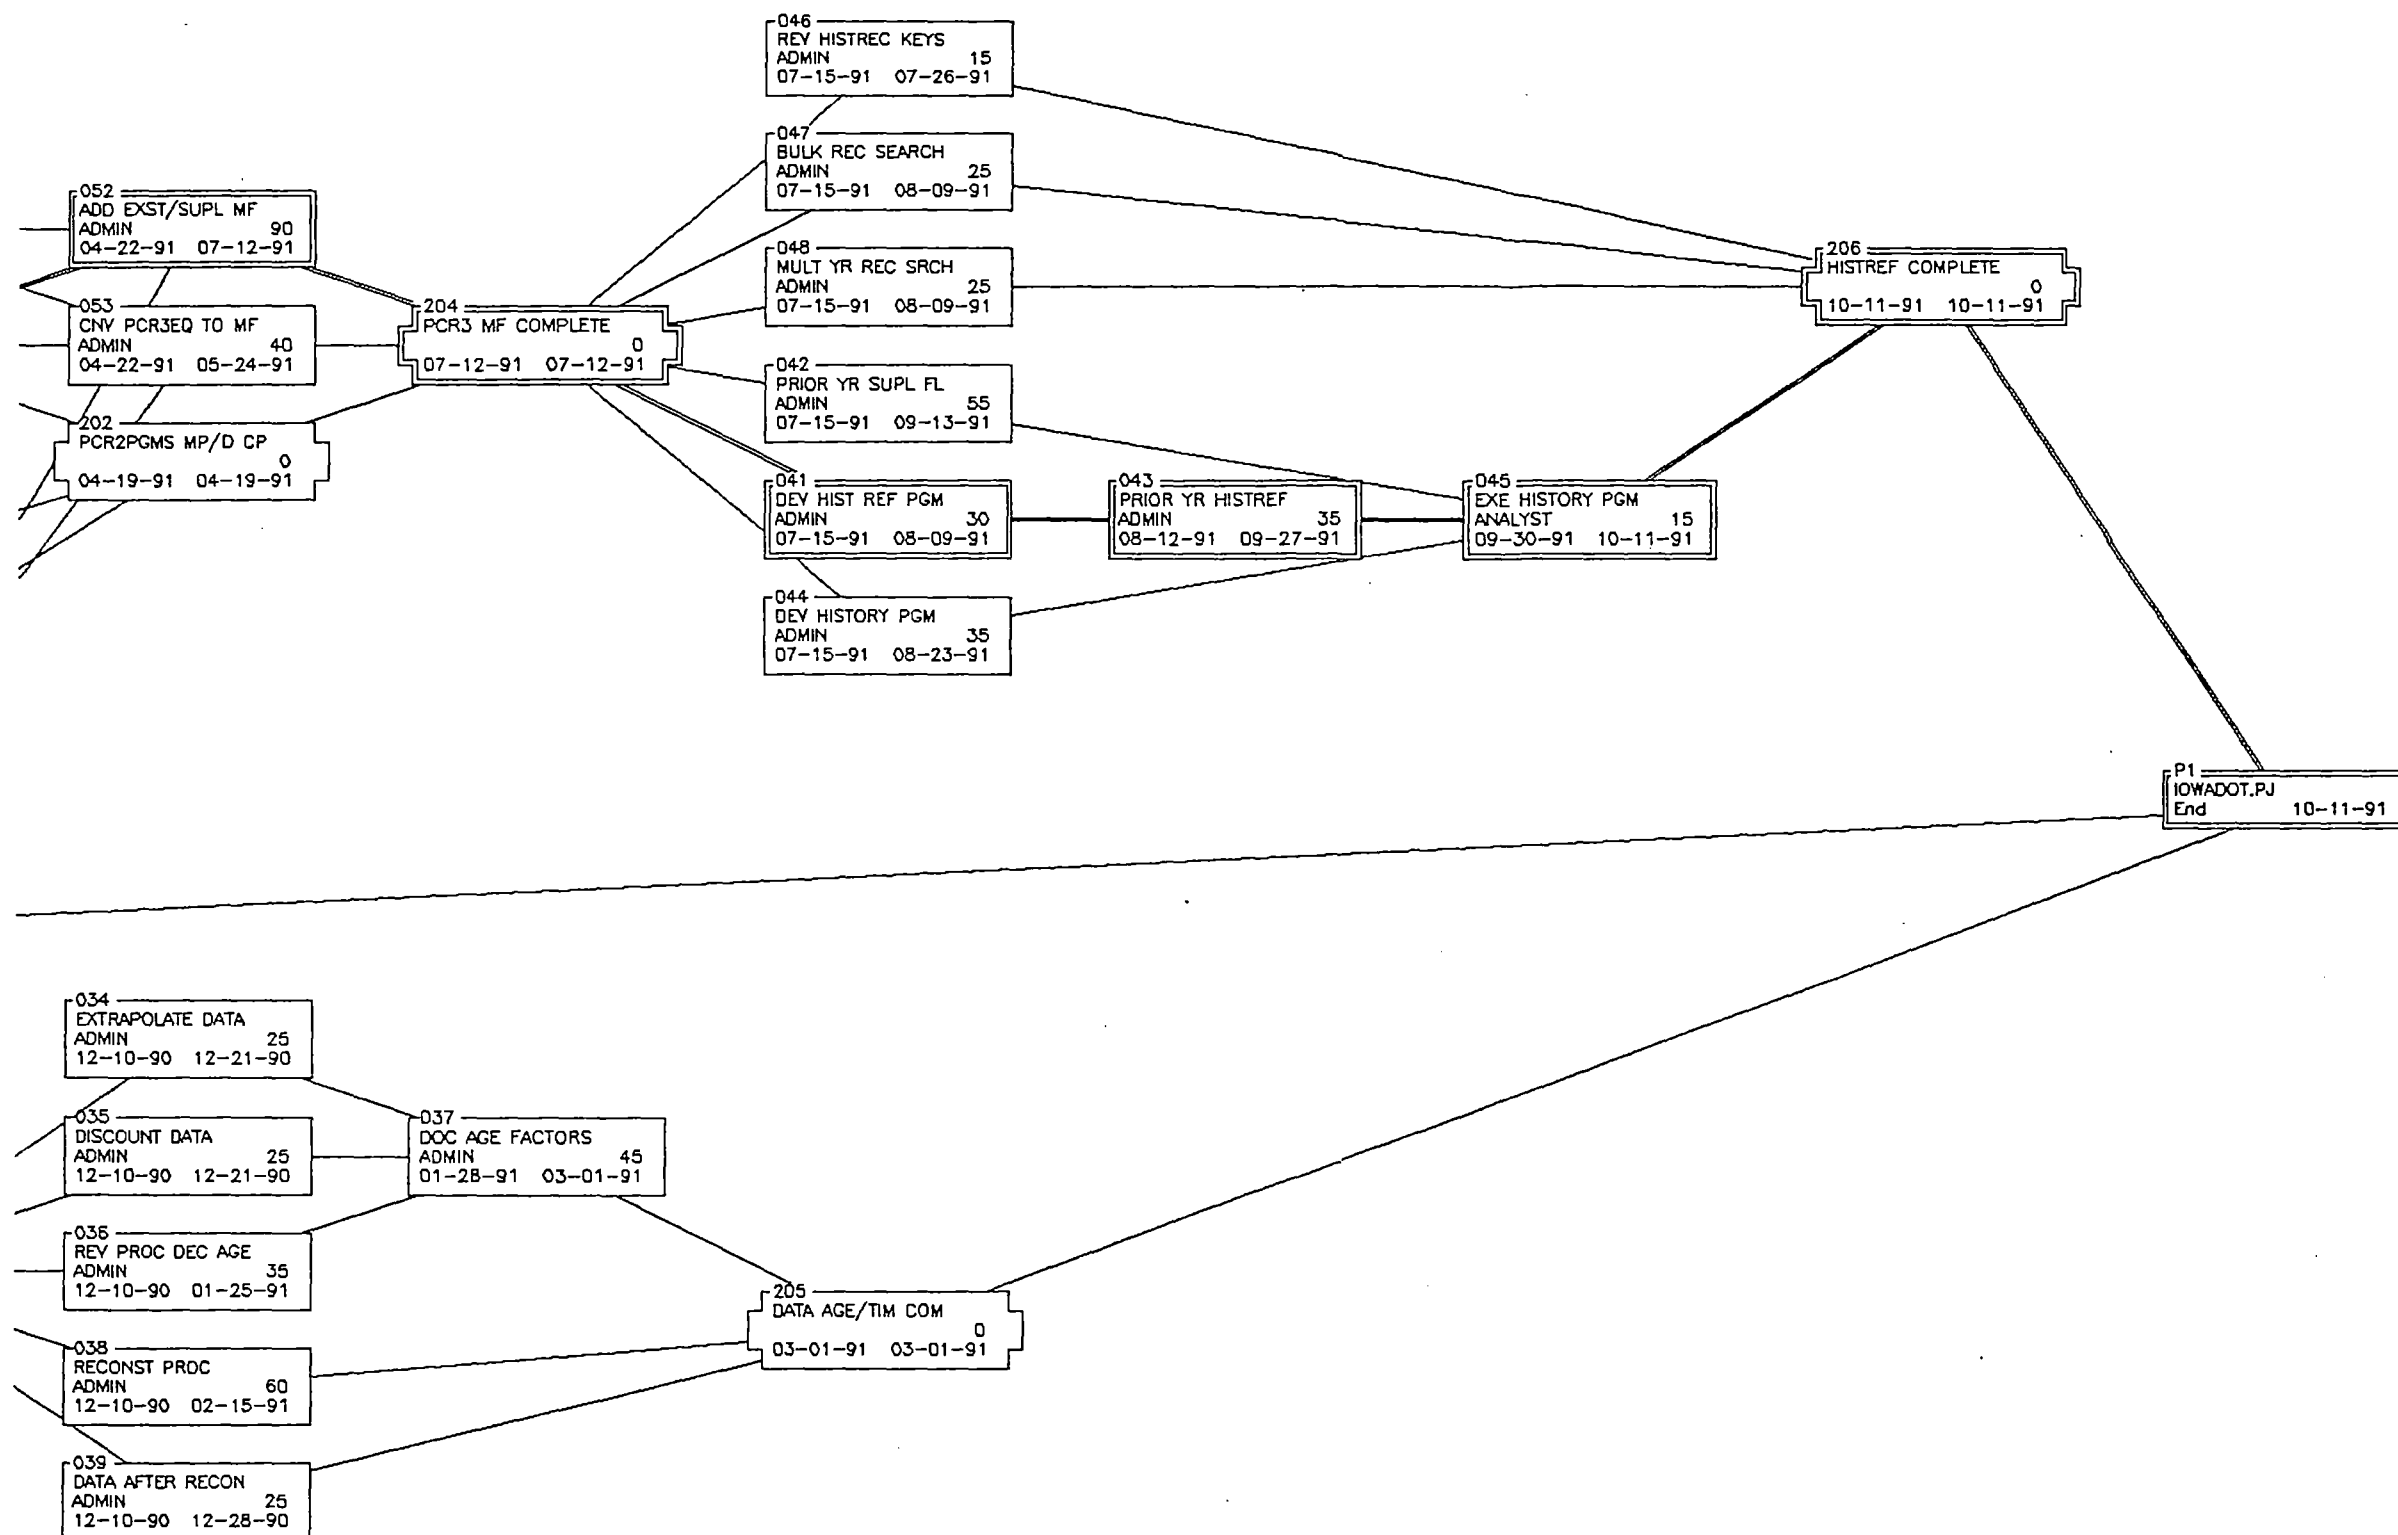 046
REV HISTREC KEYS
ADMIN 15
07-15-91 07-26-91
047
BULK REC SEARCH
ADMIN 25
07-15-91 08-09-91
052
ADD EXST/SUPL MF
ADMIN 90
04-22-91 07-12-91
048
MULT YR REC SRCH
ADMIN 25
07-15-91 08-09-91
206
HISTREF COMPLETE
0
10-11-91 10-11-91
053
CNV PCR3EQ TO MF
ADMIN 40
04-22-91 05-24-91
204
PCR3 MF COMPLETE
0
07-12-91 07-12-91
042
PRIOR YR SUPL FL
ADMIN 55
07-15-91 09-13-91
202
PCR2PGMS MP/D CP
0
04-19-91 04-19-91
041
DEV HIST REF PGM
ADMIN 30
07-15-91 08-09-91
043
PRIOR YR HISTREF
ADMIN 35
08-12-91 09-27-91
045
EXE HISTORY PGM
ANALYST 15
09-30-91 10-11-91
044
DEV HISTORY PGM
ADMIN 35
07-15-91 08-23-91
P1
IOWADOT.PJ
End 10-11-91
034
EXTRAPOLATE DATA
ADMIN 25
12-10-90 12-21-90
035
DISCOUNT DATA
ADMIN 25
12-10-90 12-21-90
037
DOC AGE FACTORS
ADMIN 45
01-28-91 03-01-91
036
REV PROC DEC AGE
ADMIN 35
12-10-90 01-25-91
205
DATA AGE/TIM COM
0
03-01-91 03-01-91
038
RECONST PROC
ADMIN 60
12-10-90 02-15-91
039
DATA AFTER RECON
ADMIN 25
12-10-90 12-28-90